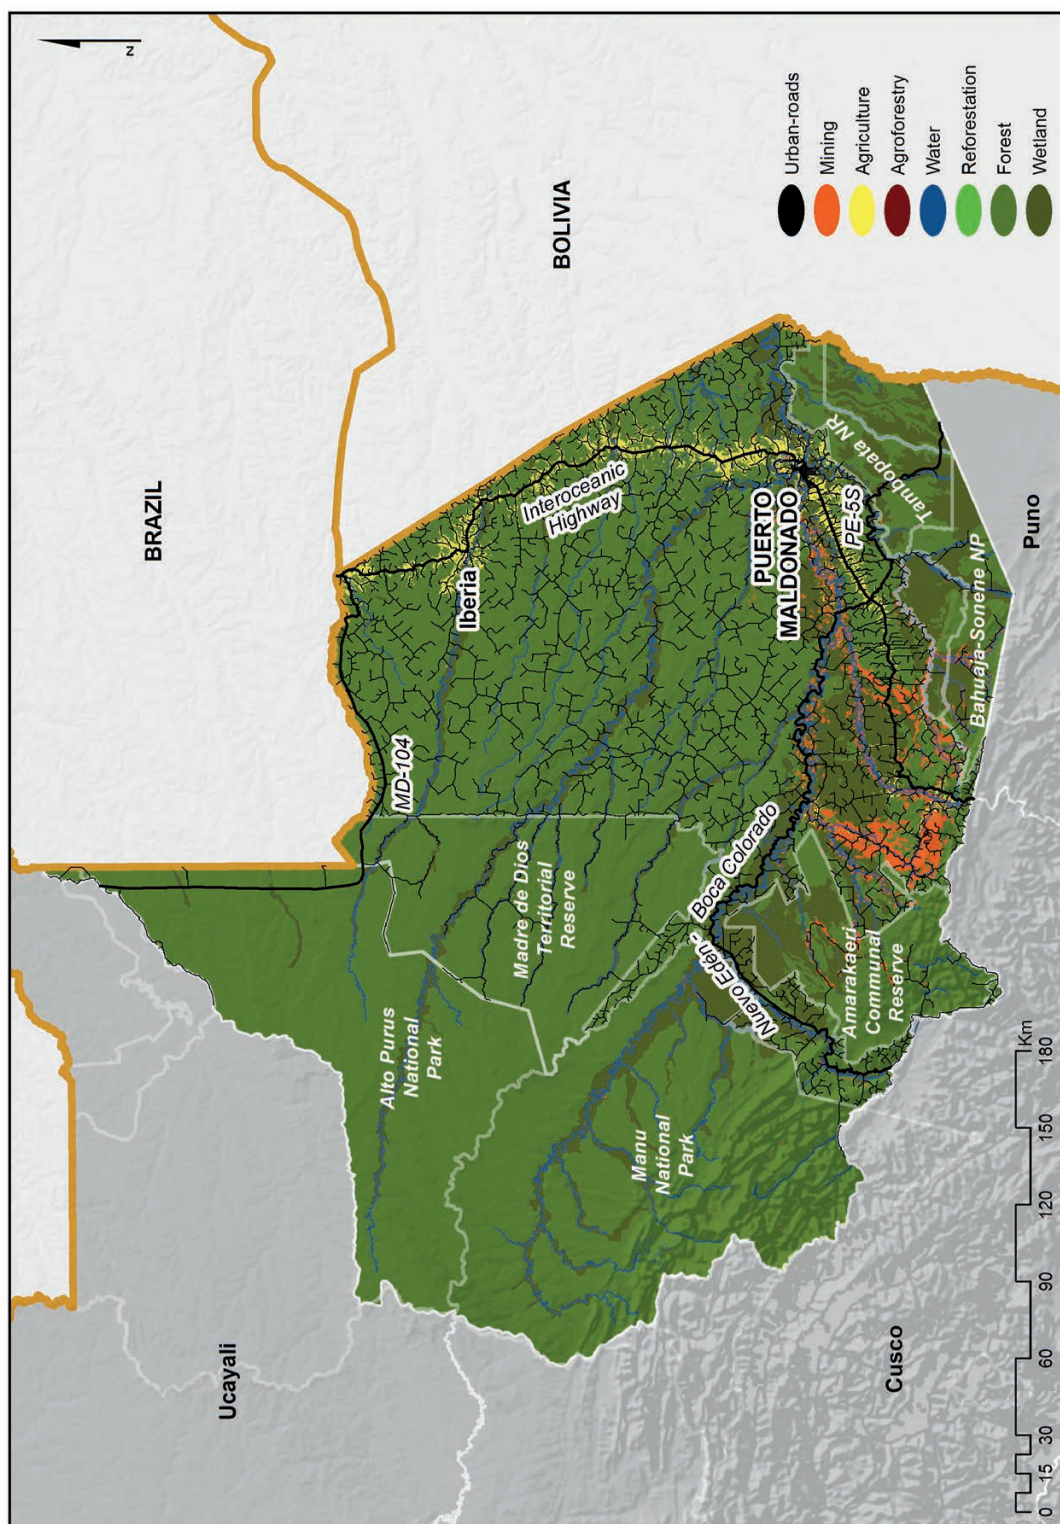 N
BRAZIL
BOLIVIA
Ucayali
Cusco
Puno
MD-104
Iberia
Interoceanic
Highway
Alto Purus
National
Park
Madre de Dios
Territorial
Reserve
Manu
National
Park
Nuevo Edén -
Boca Colorado
Amarakaeri
Communal
Reserve
PUERTO
MALDONADO
PE-5S
Tambopata NR
Bahuaja-Sonene NP
Urban-roads
Mining
Agriculture
Agroforestry
Water
Reforestation
Forest
Wetland
0 15 30 60 90 120 150 180
Km